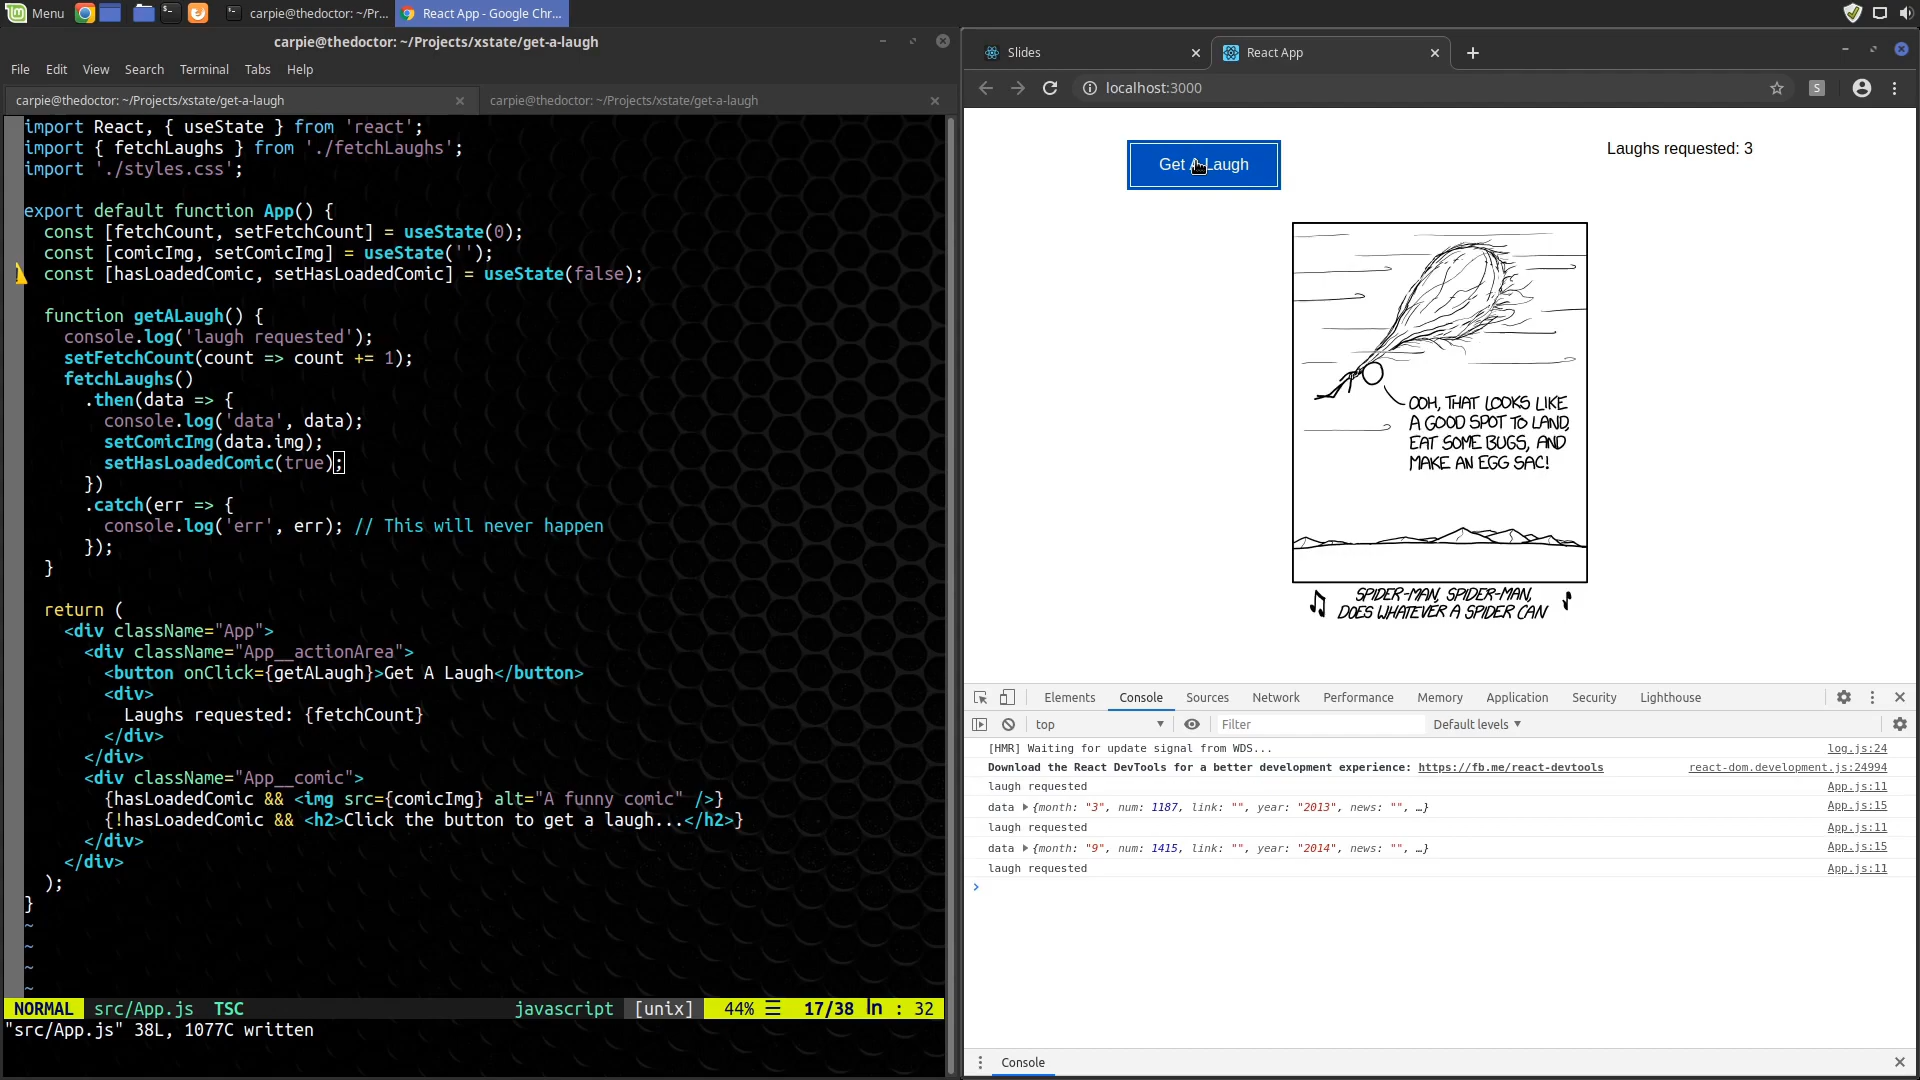 Menu
carpie@thedoctor: ~/Pr...
React App - Google Chr...
carpie@thedoctor: ~/Projects/xstate/get-a-laugh
File Edit View Search Terminal Tabs Help
carpie@thedoctor: ~/Projects/xstate/get-a-laugh
carpie@thedoctor: ~/Projects/xstate/get-a-laugh
import React, { useState } from 'react';
import { fetchLaughs } from './fetchLaughs';
import './styles.css';
export default function App() {
const [fetchCount, setFetchCount] = useState(0);
const [comicImg, setComicImg] = useState('');
const [hasLoadedComic, setHasLoadedComic] = useState(false);
function getALaugh() {
console.log('laugh requested');
setFetchCount(count => count += 1);
fetchLaughs()
.then(data => {
console.log('data', data);
setComicImg(data.img);
setHasLoadedComic(true);
})
.catch(err => {
console.log('err', err); // This will never happen
});
}
return (
<div className="App">
<div className="App__actionArea">
<button onClick={getALaugh}>Get A Laugh</button>
<div>
Laughs requested: {fetchCount}
</div>
</div>
<div className="App__comic">
{hasLoadedComic && <img src={comicImg} alt="A funny comic" />}
{!hasLoadedComic && <h2>Click the button to get a laugh...</h2>}
</div>
</div>
);
}
~
~
~
~
NORMAL src/App.js TSC javascript [unix] 44% ☰ 17/38 ln : 32
"src/App.js" 38L, 1077C written
Slides
React App
localhost:3000
S
Get A Laugh
Laughs requested: 3
OOH, THAT LOOKS LIKE
A GOOD SPOT TO LAND,
EAT SOME BUGS, AND
MAKE AN EGG SAC!
SPIDER-MAN, SPIDER-MAN,
DOES WHATEVER A SPIDER CAN
Elements Console Sources Network Performance Memory Application Security Lighthouse
top Filter Default levels
[HMR] Waiting for update signal from WDS... log.js:24
Download the React DevTools for a better development experience: https://fb.me/react-devtools react-dom.development.js:24994
laugh requested App.js:11
data {month: "3", num: 1187, link: "", year: "2013", news: "", …} App.js:15
laugh requested App.js:11
data {month: "9", num: 1415, link: "", year: "2014", news: "", …} App.js:15
laugh requested App.js:11
Console